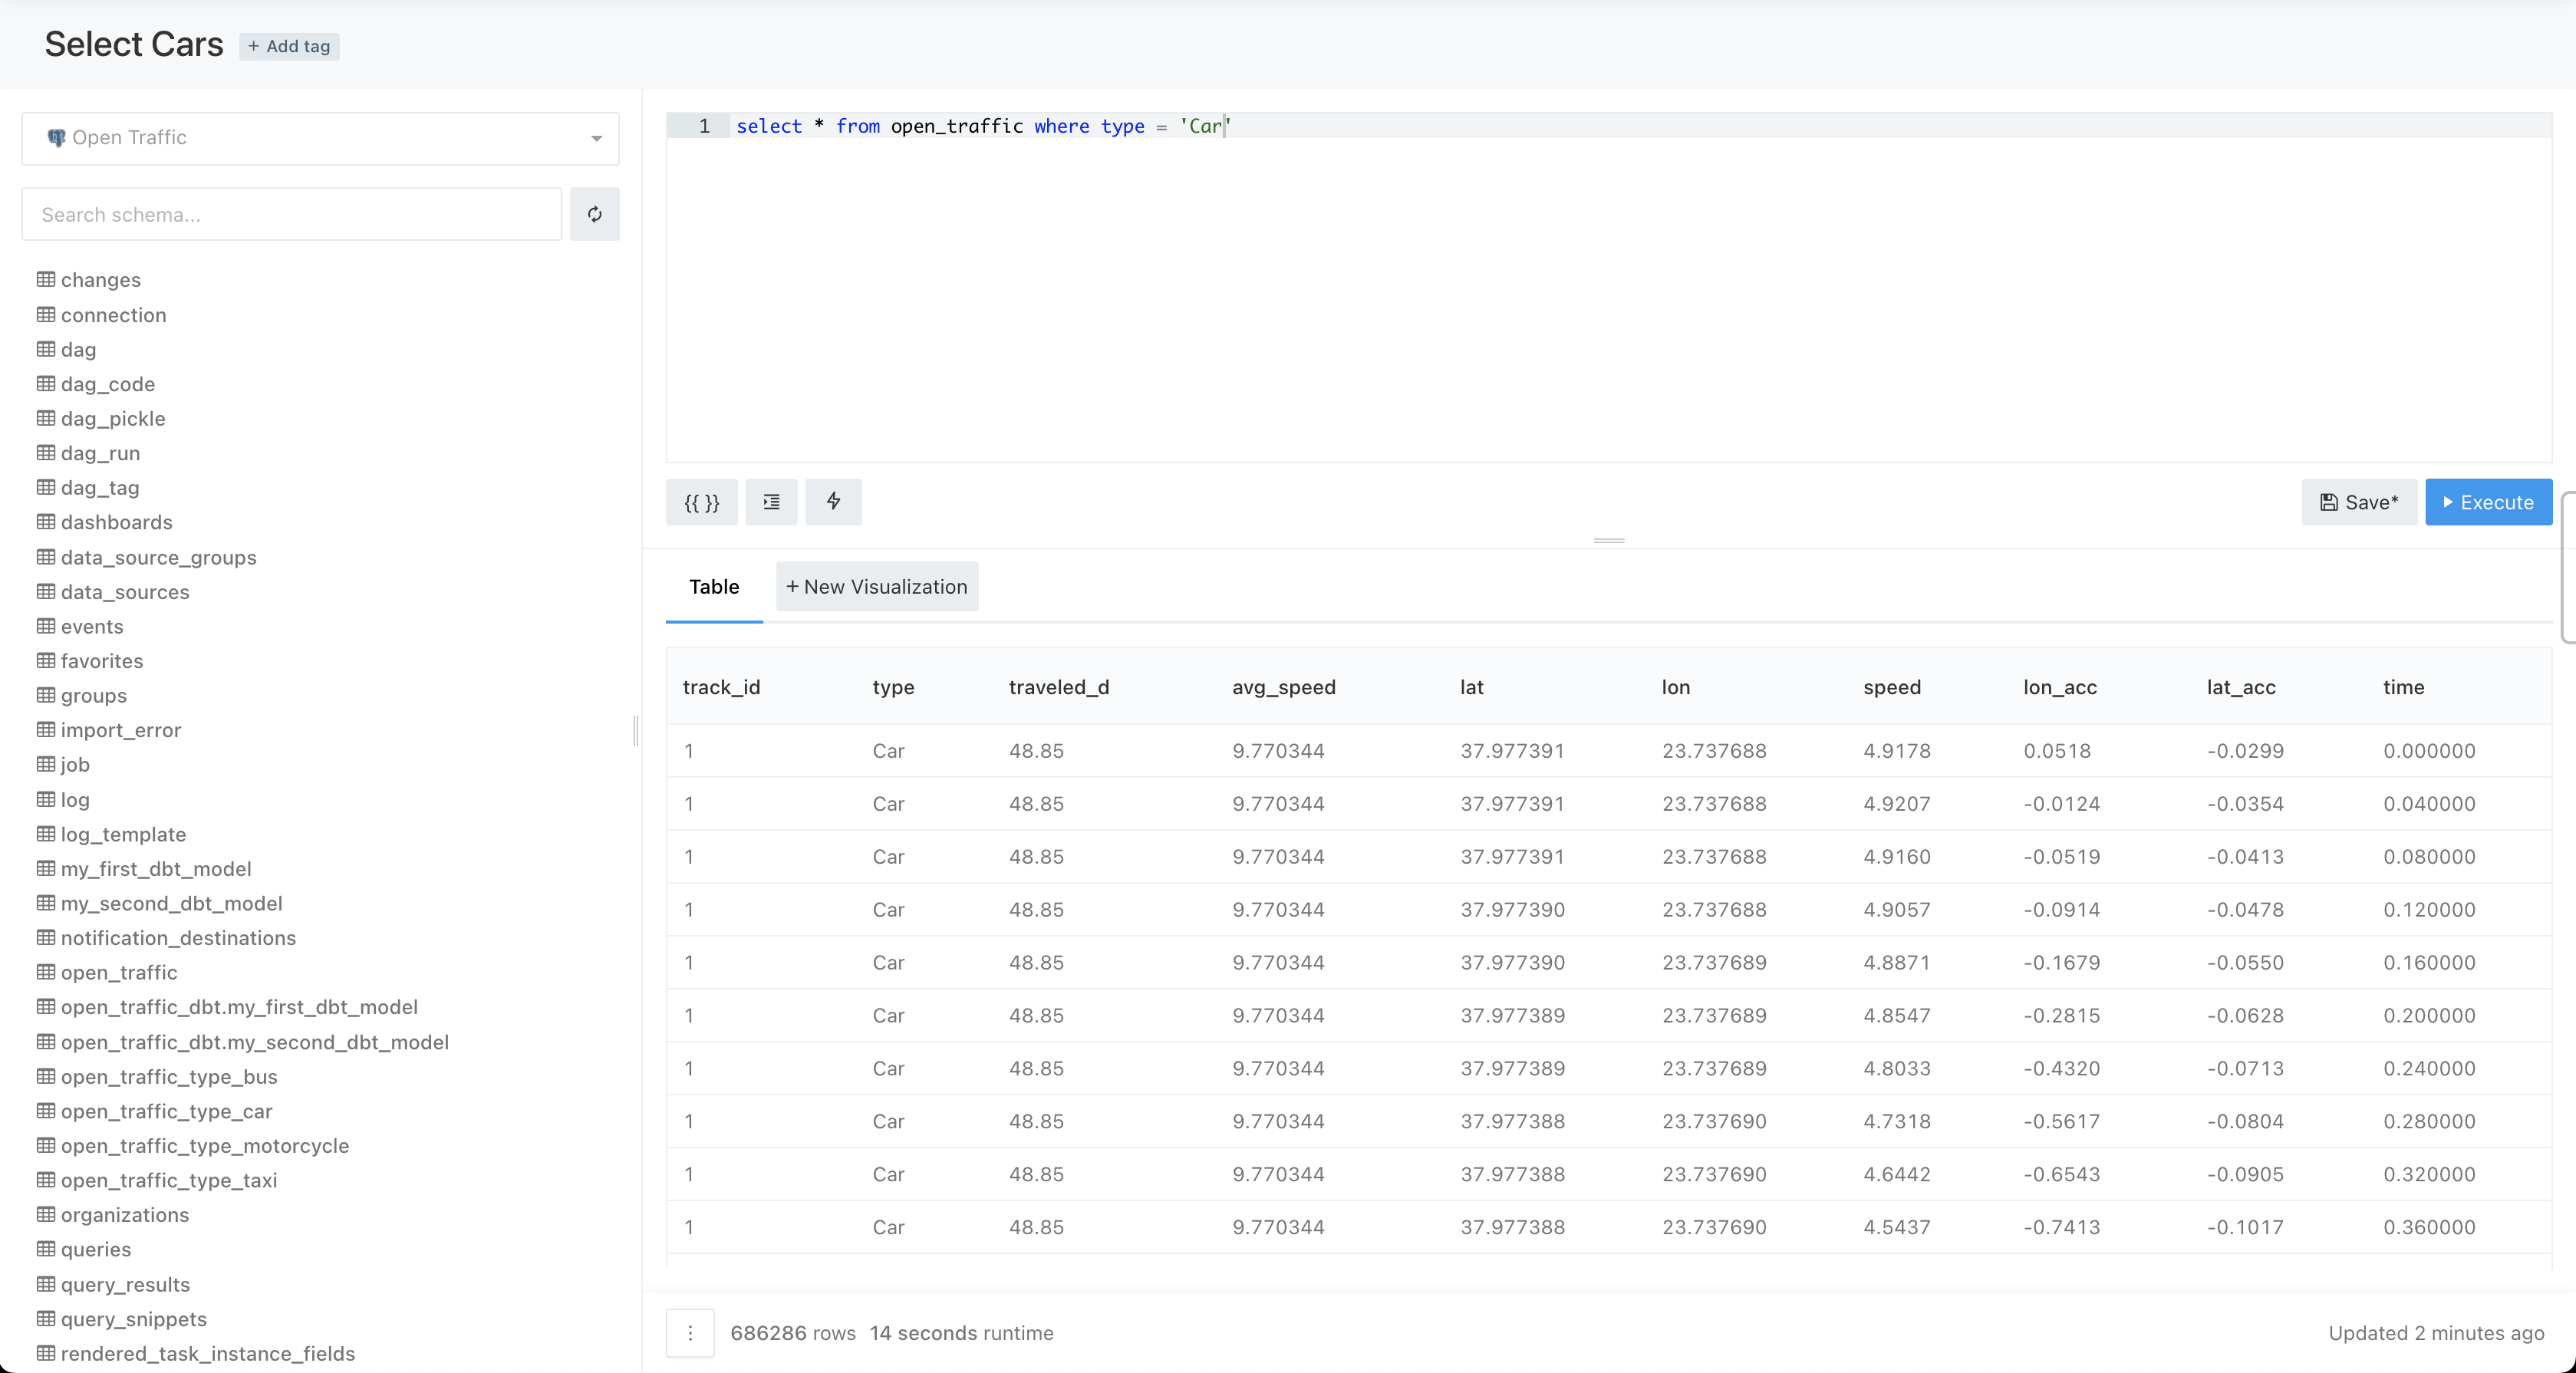 Select Cars + Add tag
Open Traffic
Search schema...
changes
connection
dag
dag_code
dag_pickle
dag_run
dag_tag
dashboards
data_source_groups
data_sources
events
favorites
groups
import_error
job
log
log_template
my_first_dbt_model
my_second_dbt_model
notification_destinations
open_traffic
open_traffic_dbt.my_first_dbt_model
open_traffic_dbt.my_second_dbt_model
open_traffic_type_bus
open_traffic_type_car
open_traffic_type_motorcycle
open_traffic_type_taxi
organizations
queries
query_results
query_snippets
rendered_task_instance_fields
1 select * from open_traffic where type = 'Car'
{{ }} Save* Execute
Table + New Visualization
track_id type traveled_d avg_speed lat lon speed lon_acc lat_acc time
1 Car 48.85 9.770344 37.977391 23.737688 4.9178 0.0518 -0.0299 0.000000
1 Car 48.85 9.770344 37.977391 23.737688 4.9207 -0.0124 -0.0354 0.040000
1 Car 48.85 9.770344 37.977391 23.737688 4.9160 -0.0519 -0.0413 0.080000
1 Car 48.85 9.770344 37.977390 23.737688 4.9057 -0.0914 -0.0478 0.120000
1 Car 48.85 9.770344 37.977390 23.737689 4.8871 -0.1679 -0.0550 0.160000
1 Car 48.85 9.770344 37.977389 23.737689 4.8547 -0.2815 -0.0628 0.200000
1 Car 48.85 9.770344 37.977389 23.737689 4.8033 -0.4320 -0.0713 0.240000
1 Car 48.85 9.770344 37.977388 23.737690 4.7318 -0.5617 -0.0804 0.280000
1 Car 48.85 9.770344 37.977388 23.737690 4.6442 -0.6543 -0.0905 0.320000
1 Car 48.85 9.770344 37.977388 23.737690 4.5437 -0.7413 -0.1017 0.360000
686286 rows 14 seconds runtime Updated 2 minutes ago